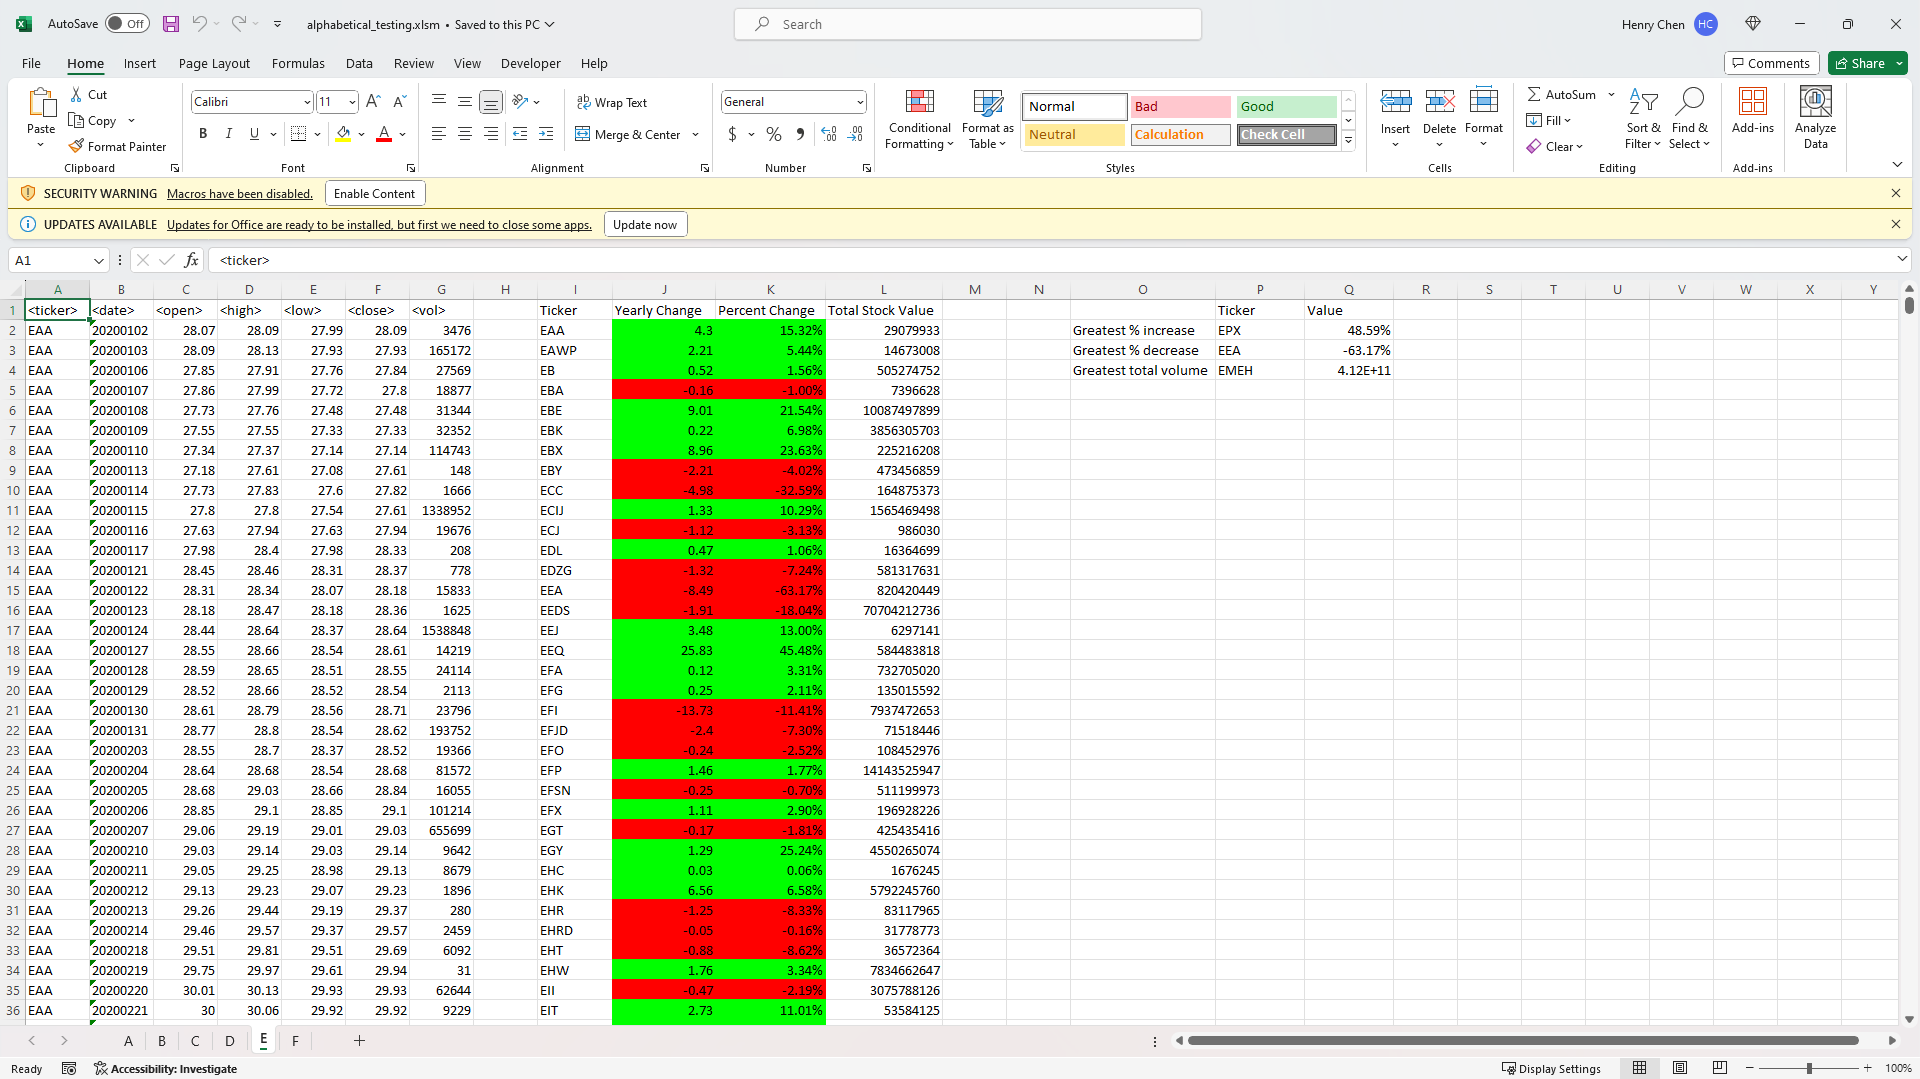 AutoSave Off alphabetical_testing.xlsm • Saved to this PC Search Henry Chen HC
File Home Insert Page Layout Formulas Data Review View Developer Help Comments Share
Paste Cut Copy Format Painter Clipboard
Calibri 11 B I U A Font
Wrap Text Merge & Center Alignment
General $ % Number
Conditional Formatting Format as Table Normal Bad Good Neutral Calculation Check Cell Styles
Insert Delete Format Cells
AutoSum Fill Clear Sort & Filter Find & Select Editing
Add-ins Add-ins
Analyze Data
SECURITY WARNING Macros have been disabled. Enable Content
UPDATES AVAILABLE Updates for Office are ready to be installed, but first we need to close some apps. Update now
A1 fx <ticker>
A B C D E F G H I J K L M N O P Q R S T U V W X Y
1 <ticker> <date> <open> <high> <low> <close> <vol> Ticker Yearly Change Percent Change Total Stock Value Ticker Value
2 EAA 20200102 28.07 28.09 27.99 28.09 3476 EAA 4.3 15.32% 29079933 Greatest % increase EPX 48.59%
3 EAA 20200103 28.09 28.13 27.93 27.93 165172 EAWP 2.21 5.44% 14673008 Greatest % decrease EEA -63.17%
4 EAA 20200106 27.85 27.91 27.76 27.84 27569 EB 0.52 1.56% 505274752 Greatest total volume EMEH 4.12E+11
5 EAA 20200107 27.86 27.99 27.72 27.8 18877 EBA -0.16 -1.00% 7396628
6 EAA 20200108 27.73 27.76 27.48 27.48 31344 EBE 9.01 21.54% 10087497899
7 EAA 20200109 27.55 27.55 27.33 27.33 32352 EBK 0.22 6.98% 3856305703
8 EAA 20200110 27.34 27.37 27.14 27.14 114743 EBX 8.96 23.63% 225216208
9 EAA 20200113 27.18 27.61 27.08 27.61 148 EBY -2.21 -4.02% 473456859
10 EAA 20200114 27.73 27.83 27.6 27.82 1666 ECC -4.98 -32.59% 164875373
11 EAA 20200115 27.8 27.8 27.54 27.61 1338952 ECIJ 1.33 10.29% 1565469498
12 EAA 20200116 27.63 27.94 27.63 27.94 19676 ECJ -1.12 -3.13% 986030
13 EAA 20200117 27.98 28.4 27.98 28.33 208 EDL 0.47 1.06% 16364699
14 EAA 20200121 28.45 28.46 28.31 28.37 778 EDZG -1.32 -7.24% 581317631
15 EAA 20200122 28.31 28.34 28.07 28.18 15833 EEA -8.49 -63.17% 820420449
16 EAA 20200123 28.18 28.47 28.18 28.36 1625 EEDS -1.91 -18.04% 70704212736
17 EAA 20200124 28.44 28.64 28.37 28.64 1538848 EEJ 3.48 13.00% 6297141
18 EAA 20200127 28.55 28.66 28.54 28.61 14219 EEQ 25.83 45.48% 584483818
19 EAA 20200128 28.59 28.65 28.51 28.55 24114 EFA 0.12 3.31% 732705020
20 EAA 20200129 28.52 28.66 28.52 28.54 2113 EFG 0.25 2.11% 135015592
21 EAA 20200130 28.61 28.79 28.56 28.71 23796 EFI -13.73 -11.41% 7937472653
22 EAA 20200131 28.77 28.8 28.54 28.62 193752 EFJD -2.4 -7.30% 71518446
23 EAA 20200203 28.55 28.7 28.37 28.52 19366 EFO -0.24 -2.52% 108452976
24 EAA 20200204 28.64 28.68 28.54 28.68 81572 EFP 1.46 1.77% 14143525947
25 EAA 20200205 28.68 29.03 28.66 28.84 16055 EFSN -0.25 -0.70% 511199973
26 EAA 20200206 28.85 29.1 28.85 29.1 101214 EFX 1.11 2.90% 196928226
27 EAA 20200207 29.06 29.19 29.01 29.03 655699 EGT -0.17 -1.81% 425435416
28 EAA 20200210 29.03 29.14 29.03 29.14 9642 EGY 1.29 25.24% 4550265074
29 EAA 20200211 29.05 29.25 28.98 29.13 8679 EHC 0.03 0.06% 1676245
30 EAA 20200212 29.13 29.23 29.07 29.23 1896 EHK 6.56 6.58% 5792245760
31 EAA 20200213 29.26 29.44 29.19 29.37 280 EHR -1.25 -8.33% 83117965
32 EAA 20200214 29.46 29.57 29.37 29.57 2459 EHRD -0.05 -0.16% 31778773
33 EAA 20200218 29.51 29.81 29.51 29.69 6092 EHT -0.88 -8.62% 36572364
34 EAA 20200219 29.75 29.97 29.61 29.94 31 EHW 1.76 3.34% 7834662647
35 EAA 20200220 30.01 30.13 29.93 29.93 62644 EII -0.47 -2.19% 3075788126
36 EAA 20200221 30 30.06 29.92 29.92 9229 EIT 2.73 11.01% 53584125
A B C D E F
Ready Accessibility: Investigate Display Settings 100%